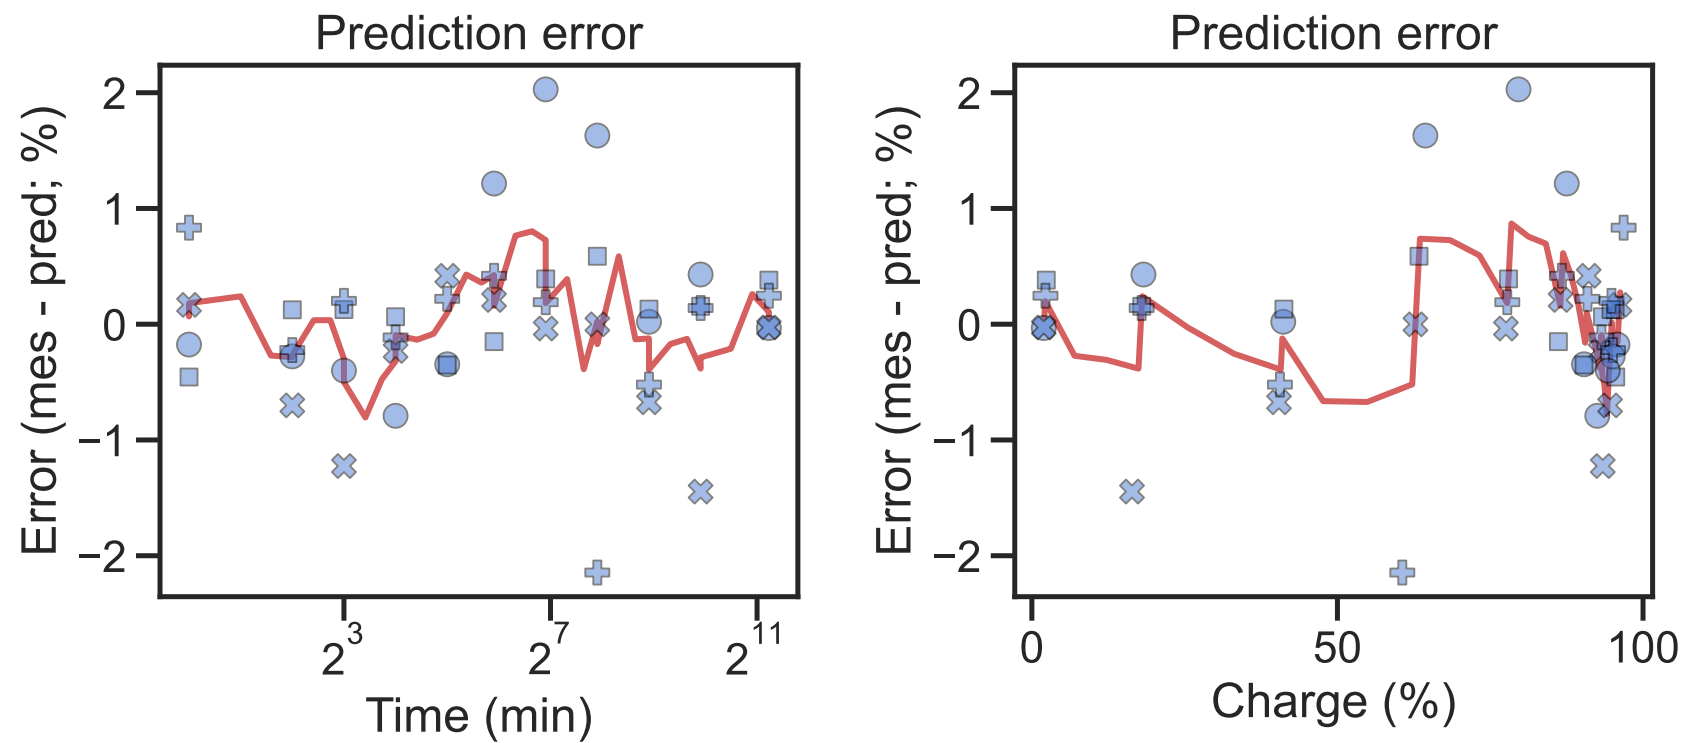 Prediction error
Error (mes - pred; %)
2
1
0
−1
−2
2^3
2^7
2^11
Time (min)
Prediction error
Error (mes - pred; %)
2
1
0
−1
−2
0
50
100
Charge (%)